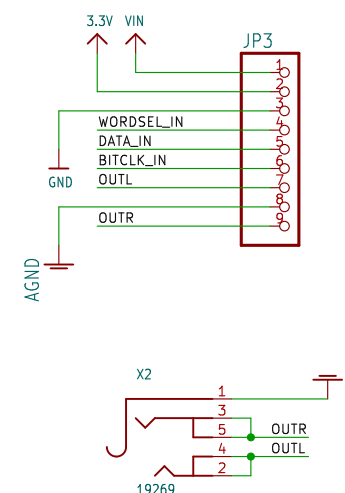 3.3V VIN
JP3
1
2
3
WORDSEL_IN 4
DATA_IN 5
BITCLK_IN 6
GND
OUTL 7
8
OUTR 9
AGND
X2
1
3
5 OUTR
4 OUTL
2
19269